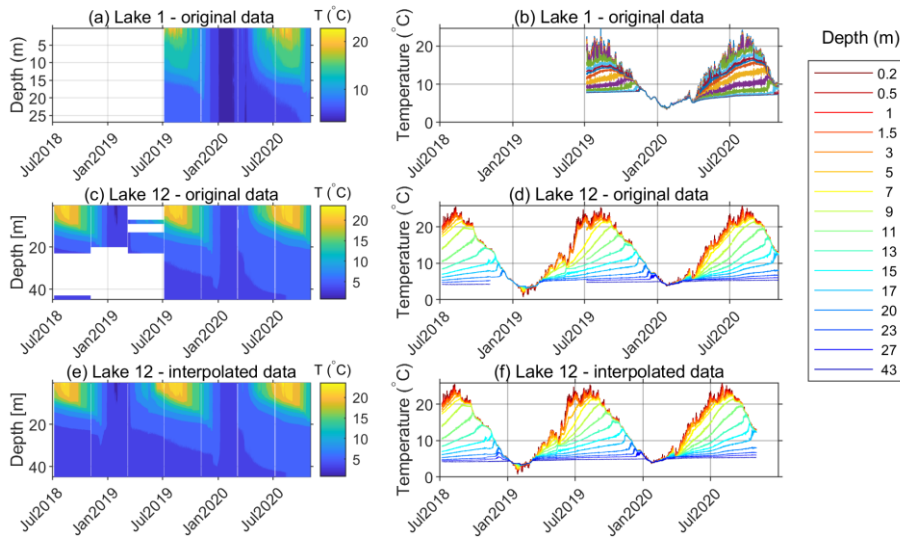 (a) Lake 1 - original data
T (°C)
Depth (m)
5
10
15
20
25
Jul2018
Jan2019
Jul2019
Jan2020
Jul2020
20
10
(b) Lake 1 - original data
Temperature (°C)
20
10
0
Jul2018
Jan2019
Jul2019
Jan2020
Jul2020
(c) Lake 12 - original data
T (°C)
Depth (m)
20
40
Jul2018
Jan2019
Jul2019
Jan2020
Jul2020
20
15
10
5
(d) Lake 12 - original data
Temperature (°C)
20
10
0
Jul2018
Jan2019
Jul2019
Jan2020
Jul2020
(e) Lake 12 - interpolated data
T (°C)
Depth [m]
20
40
Jul2018
Jan2019
Jul2019
Jan2020
Jul2020
20
15
10
5
(f) Lake 12 - interpolated data
Temperature (°C)
20
10
0
Jul2018
Jan2019
Jul2019
Jan2020
Jul2020
Depth (m)
0.2
0.5
1
1.5
3
5
7
9
11
13
15
17
20
23
27
43